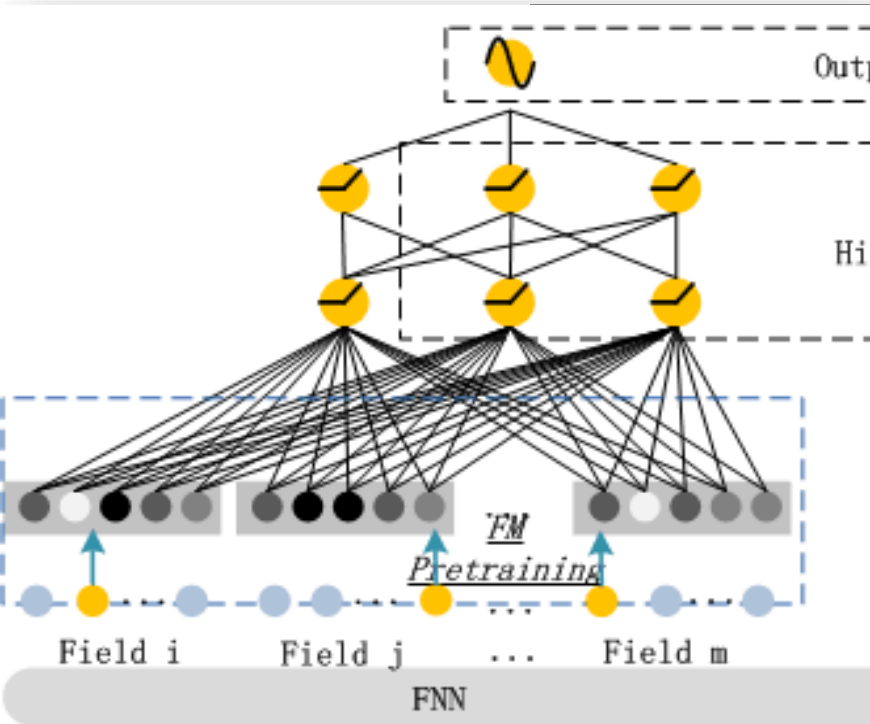 Outp
Hi
FM
Pretraining
...
...
...
...
...
Field i
Field j
...
Field m
FNN